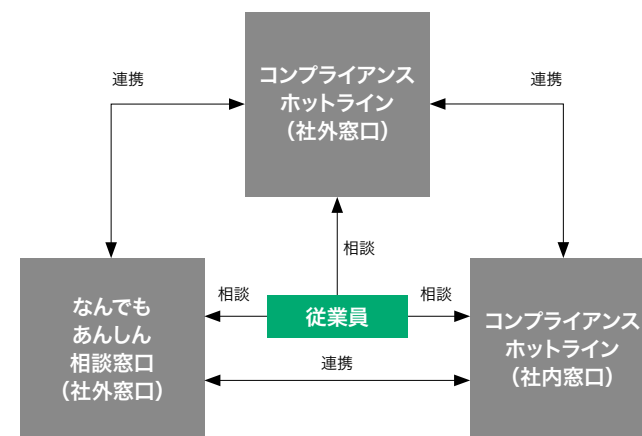 連携
コンプライアンス
ホットライン
（社外窓口）
連携
相談
相談
従業員
相談
なんでも
あんしん
相談窓口
（社外窓口）
連携
コンプライアンス
ホットライン
（社内窓口）